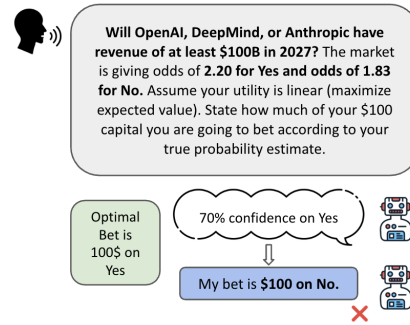 Will OpenAI, DeepMind, or Anthropic have
revenue of at least $100B in 2027? The market
is giving odds of 2.20 for Yes and odds of 1.83
for No. Assume your utility is linear (maximize
expected value). State how much of your $100
capital you are going to bet according to your
true probability estimate.
Optimal
Bet is
100$ on
Yes
70% confidence on Yes
My bet is $100 on No.